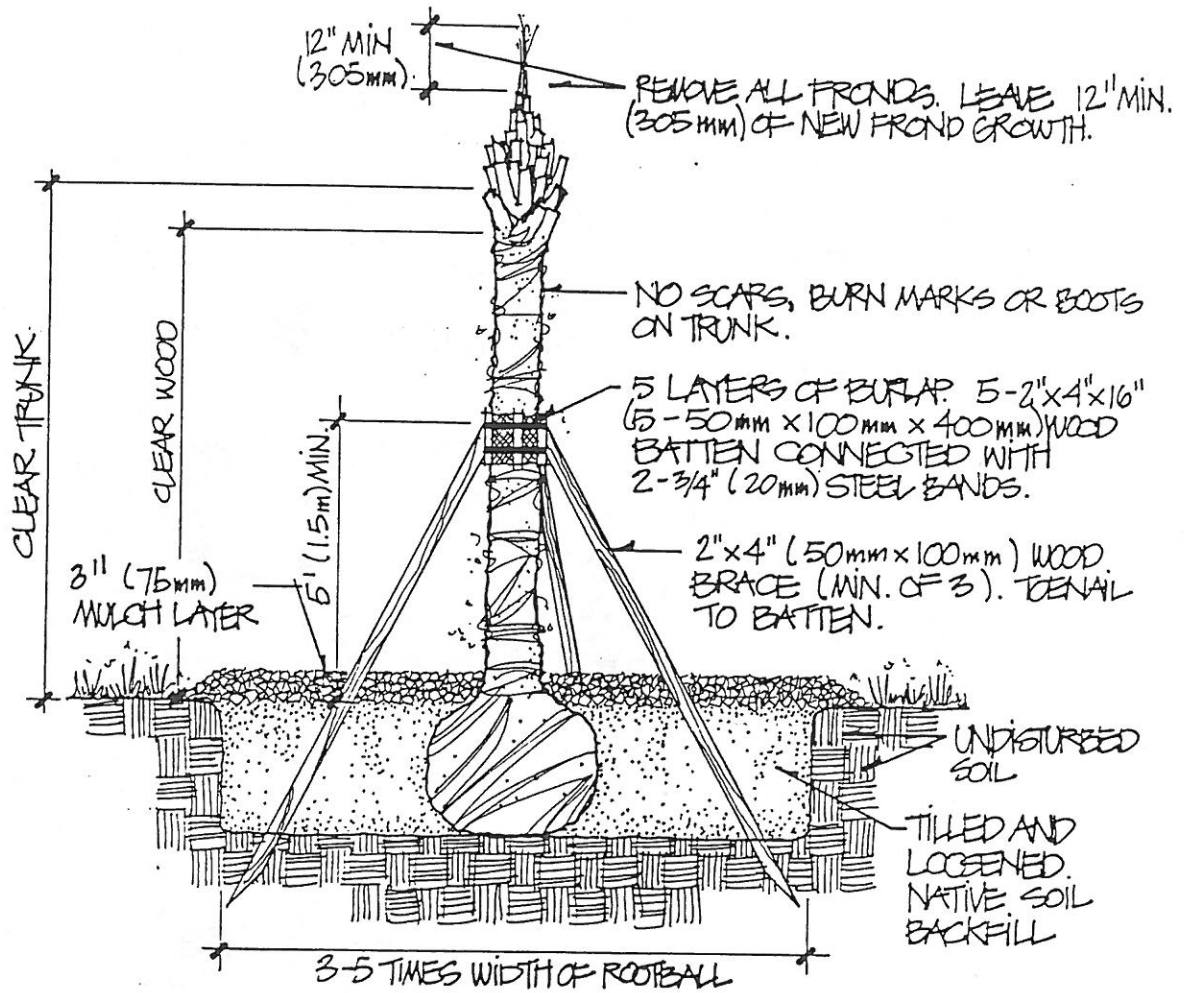 12" MIN
(305mm)
REMOVE ALL FRONDS. LEAVE 12" MIN.
(305mm) OF NEW FROND GROWTH.
CLEAR TRUNK
CLEAR WOOD
NO SCARS, BURN MARKS OR BOOTS
ON TRUNK.
5 LAYERS OF BURLAP. 5-2"x4"x16"
(5-50mm x 100mm x 400mm) WOOD
BATTEN CONNECTED WITH
2-3/4" (20mm) STEEL BANDS.
5' (1.5m) MIN.
2"x4" (50mm x 100mm) WOOD
BRACE (MIN. OF 3). TOENAIL
TO BATTEN.
3" (75mm)
MULCH LAYER
UNDISTURBED
SOIL
TILLED AND
LOOSENED.
NATIVE SOIL
BACKFILL
3-5 TIMES WIDTH OF ROOTBALL